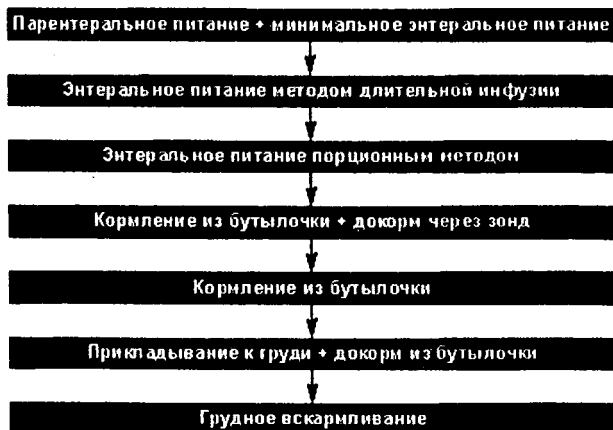 Парентеральное питание + минимальное энтеральное питание
Энтеральное питание методом длительной инфузии
Энтеральное питание порционным методом
Кормление из бутылочки + докорм через зонд
Кормление из бутылочки
Прикладывание к груди + докорм из бутылочки
Грудное вскармливание